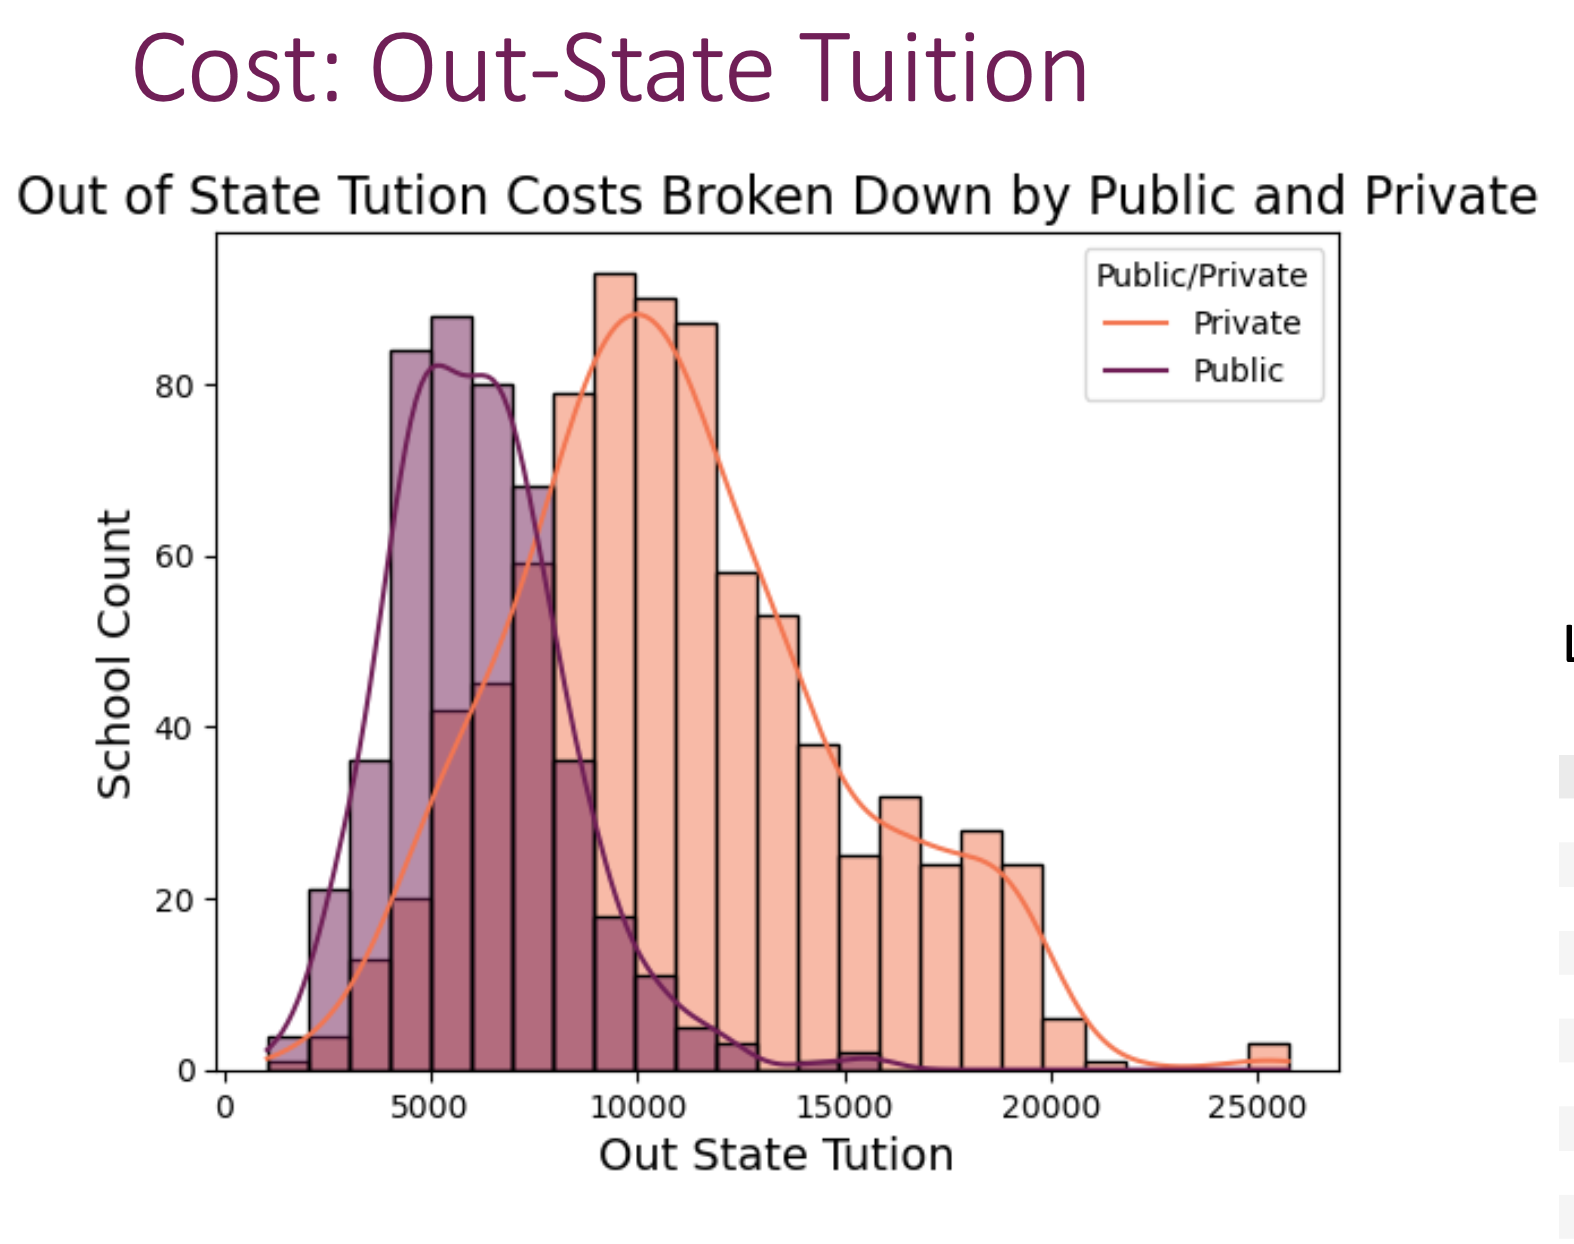 Cost: Out-State Tuition
Out of State Tution Costs Broken Down by Public and Private
Public/Private
Private
Public
School Count
80
60
40
20
0
0 5000 10000 15000 20000 25000
Out State Tution